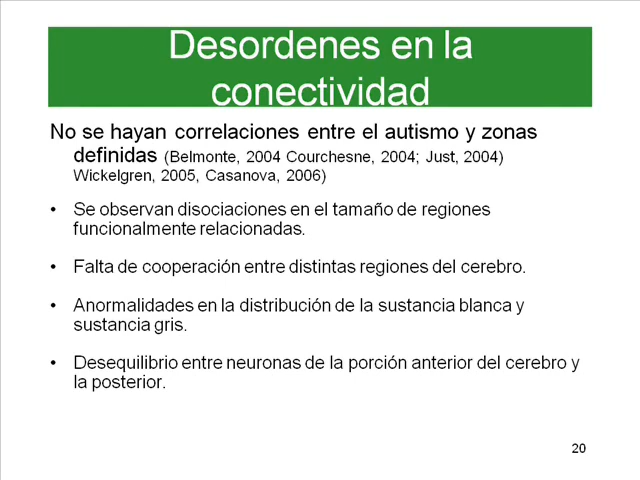 Desordenes en la
conectividad
No se hayan correlaciones entre el autismo y zonas
definidas (Belmonte, 2004 Courchesne, 2004; Just, 2004)
Wickelgren, 2005, Casanova, 2006)
• Se observan disociaciones en el tamaño de regiones
funcionalmente relacionadas.
• Falta de cooperación entre distintas regiones del cerebro.
• Anormalidades en la distribución de la sustancia blanca y
sustancia gris.
• Desequilibrio entre neuronas de la porción anterior del cerebro y
la posterior.
20